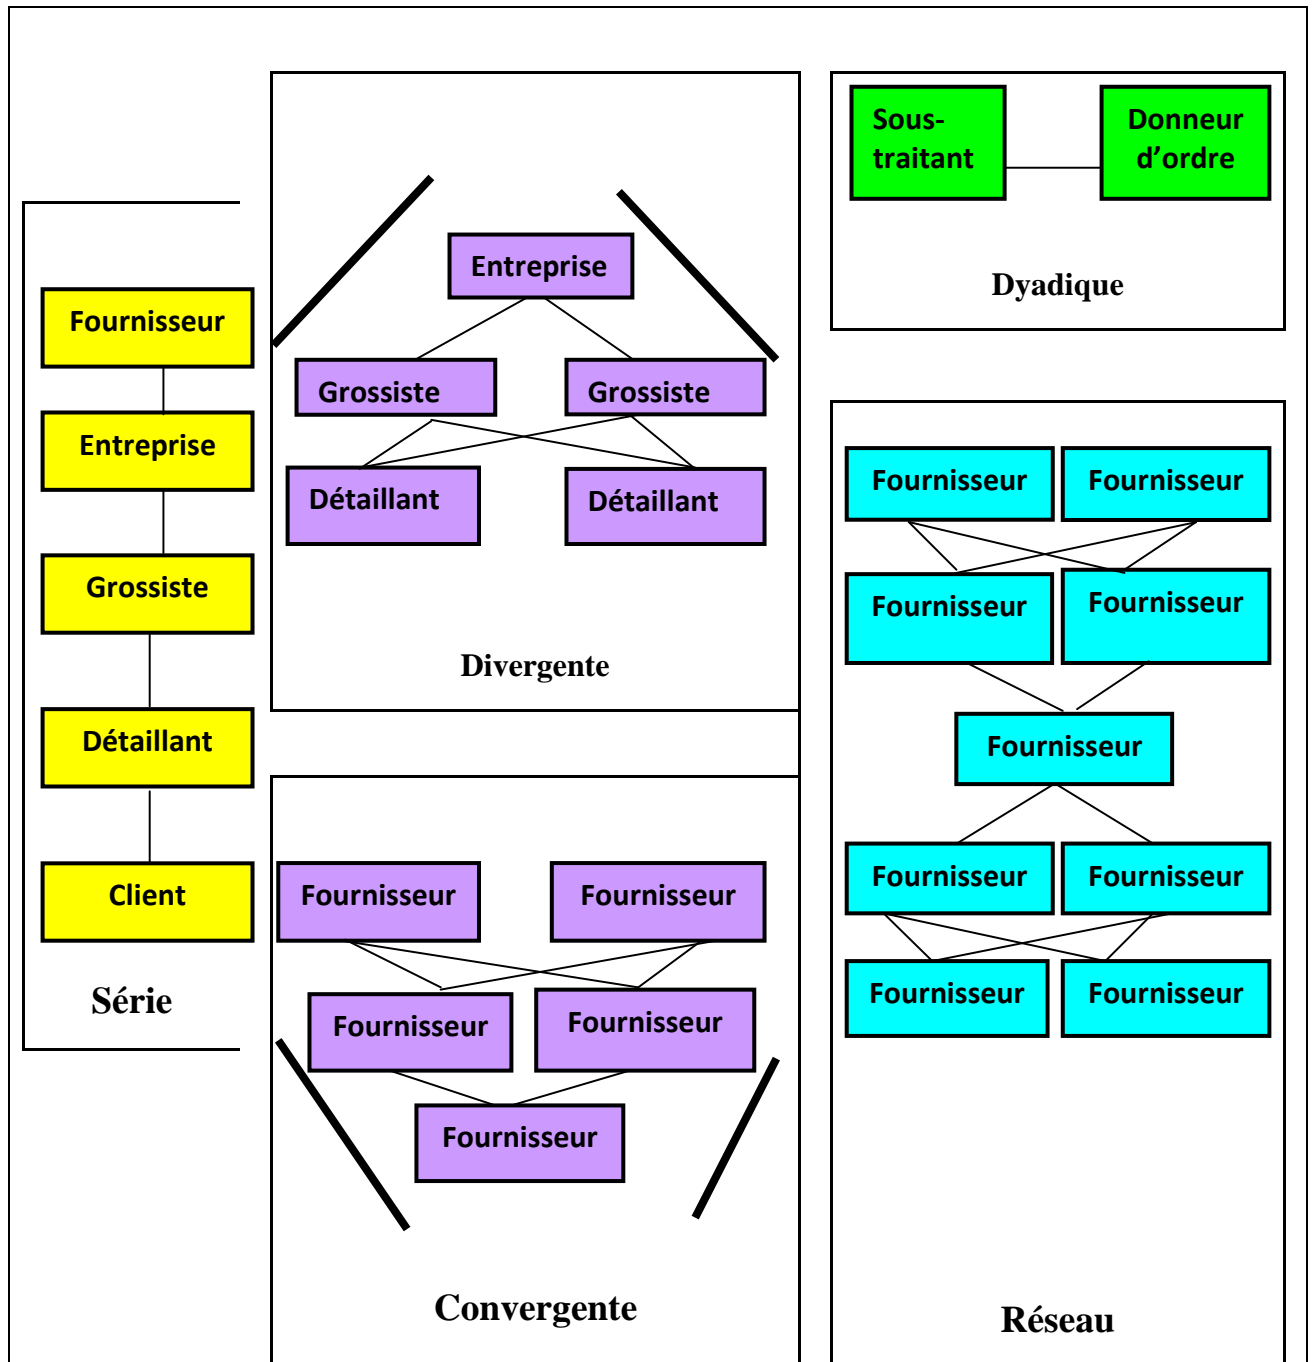 Fournisseur
Entreprise
Grossiste
Détaillant
Client
Série
Entreprise
Grossiste
Grossiste
Détaillant
Détaillant
Divergente
Fournisseur
Fournisseur
Fournisseur
Fournisseur
Fournisseur
Convergente
Sous-
traitant
Donneur
d’ordre
Dyadique
Fournisseur
Fournisseur
Fournisseur
Fournisseur
Fournisseur
Fournisseur
Fournisseur
Fournisseur
Fournisseur
Réseau